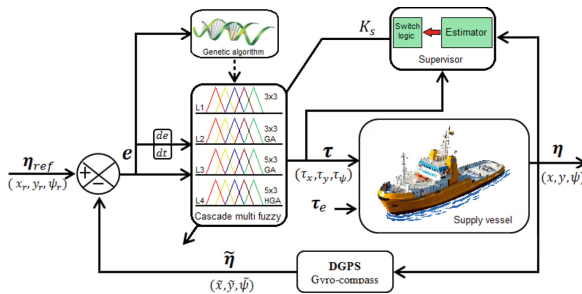 Genetic algorithm
K_s
Switch
logic
Estimator
Supervisor
L1
3x3
L2
3x3
GA
L3
5x3
GA
L4
5x3
HGA
Cascade multi fuzzy
η_ref
(x_r, y_r, ψ_r)
+
−
e
de
dt
τ
(τ_x, τ_y, τ_ψ)
τ_e
Supply vessel
η
(x, y, ψ)
η̃
(x̃, ỹ, ψ̃)
DGPS
Gyro-compass